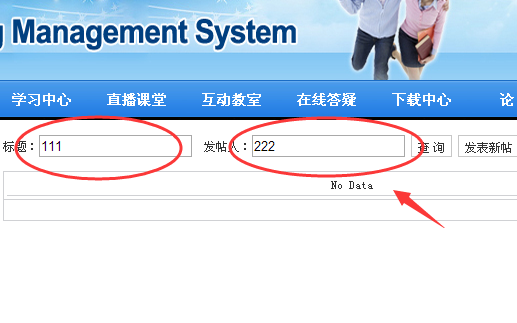 Management System
学习中心 直播课堂 互动教室 在线答疑 下载中心 论
标题：111 发帖人：222 查 询 发表新帖
No Data